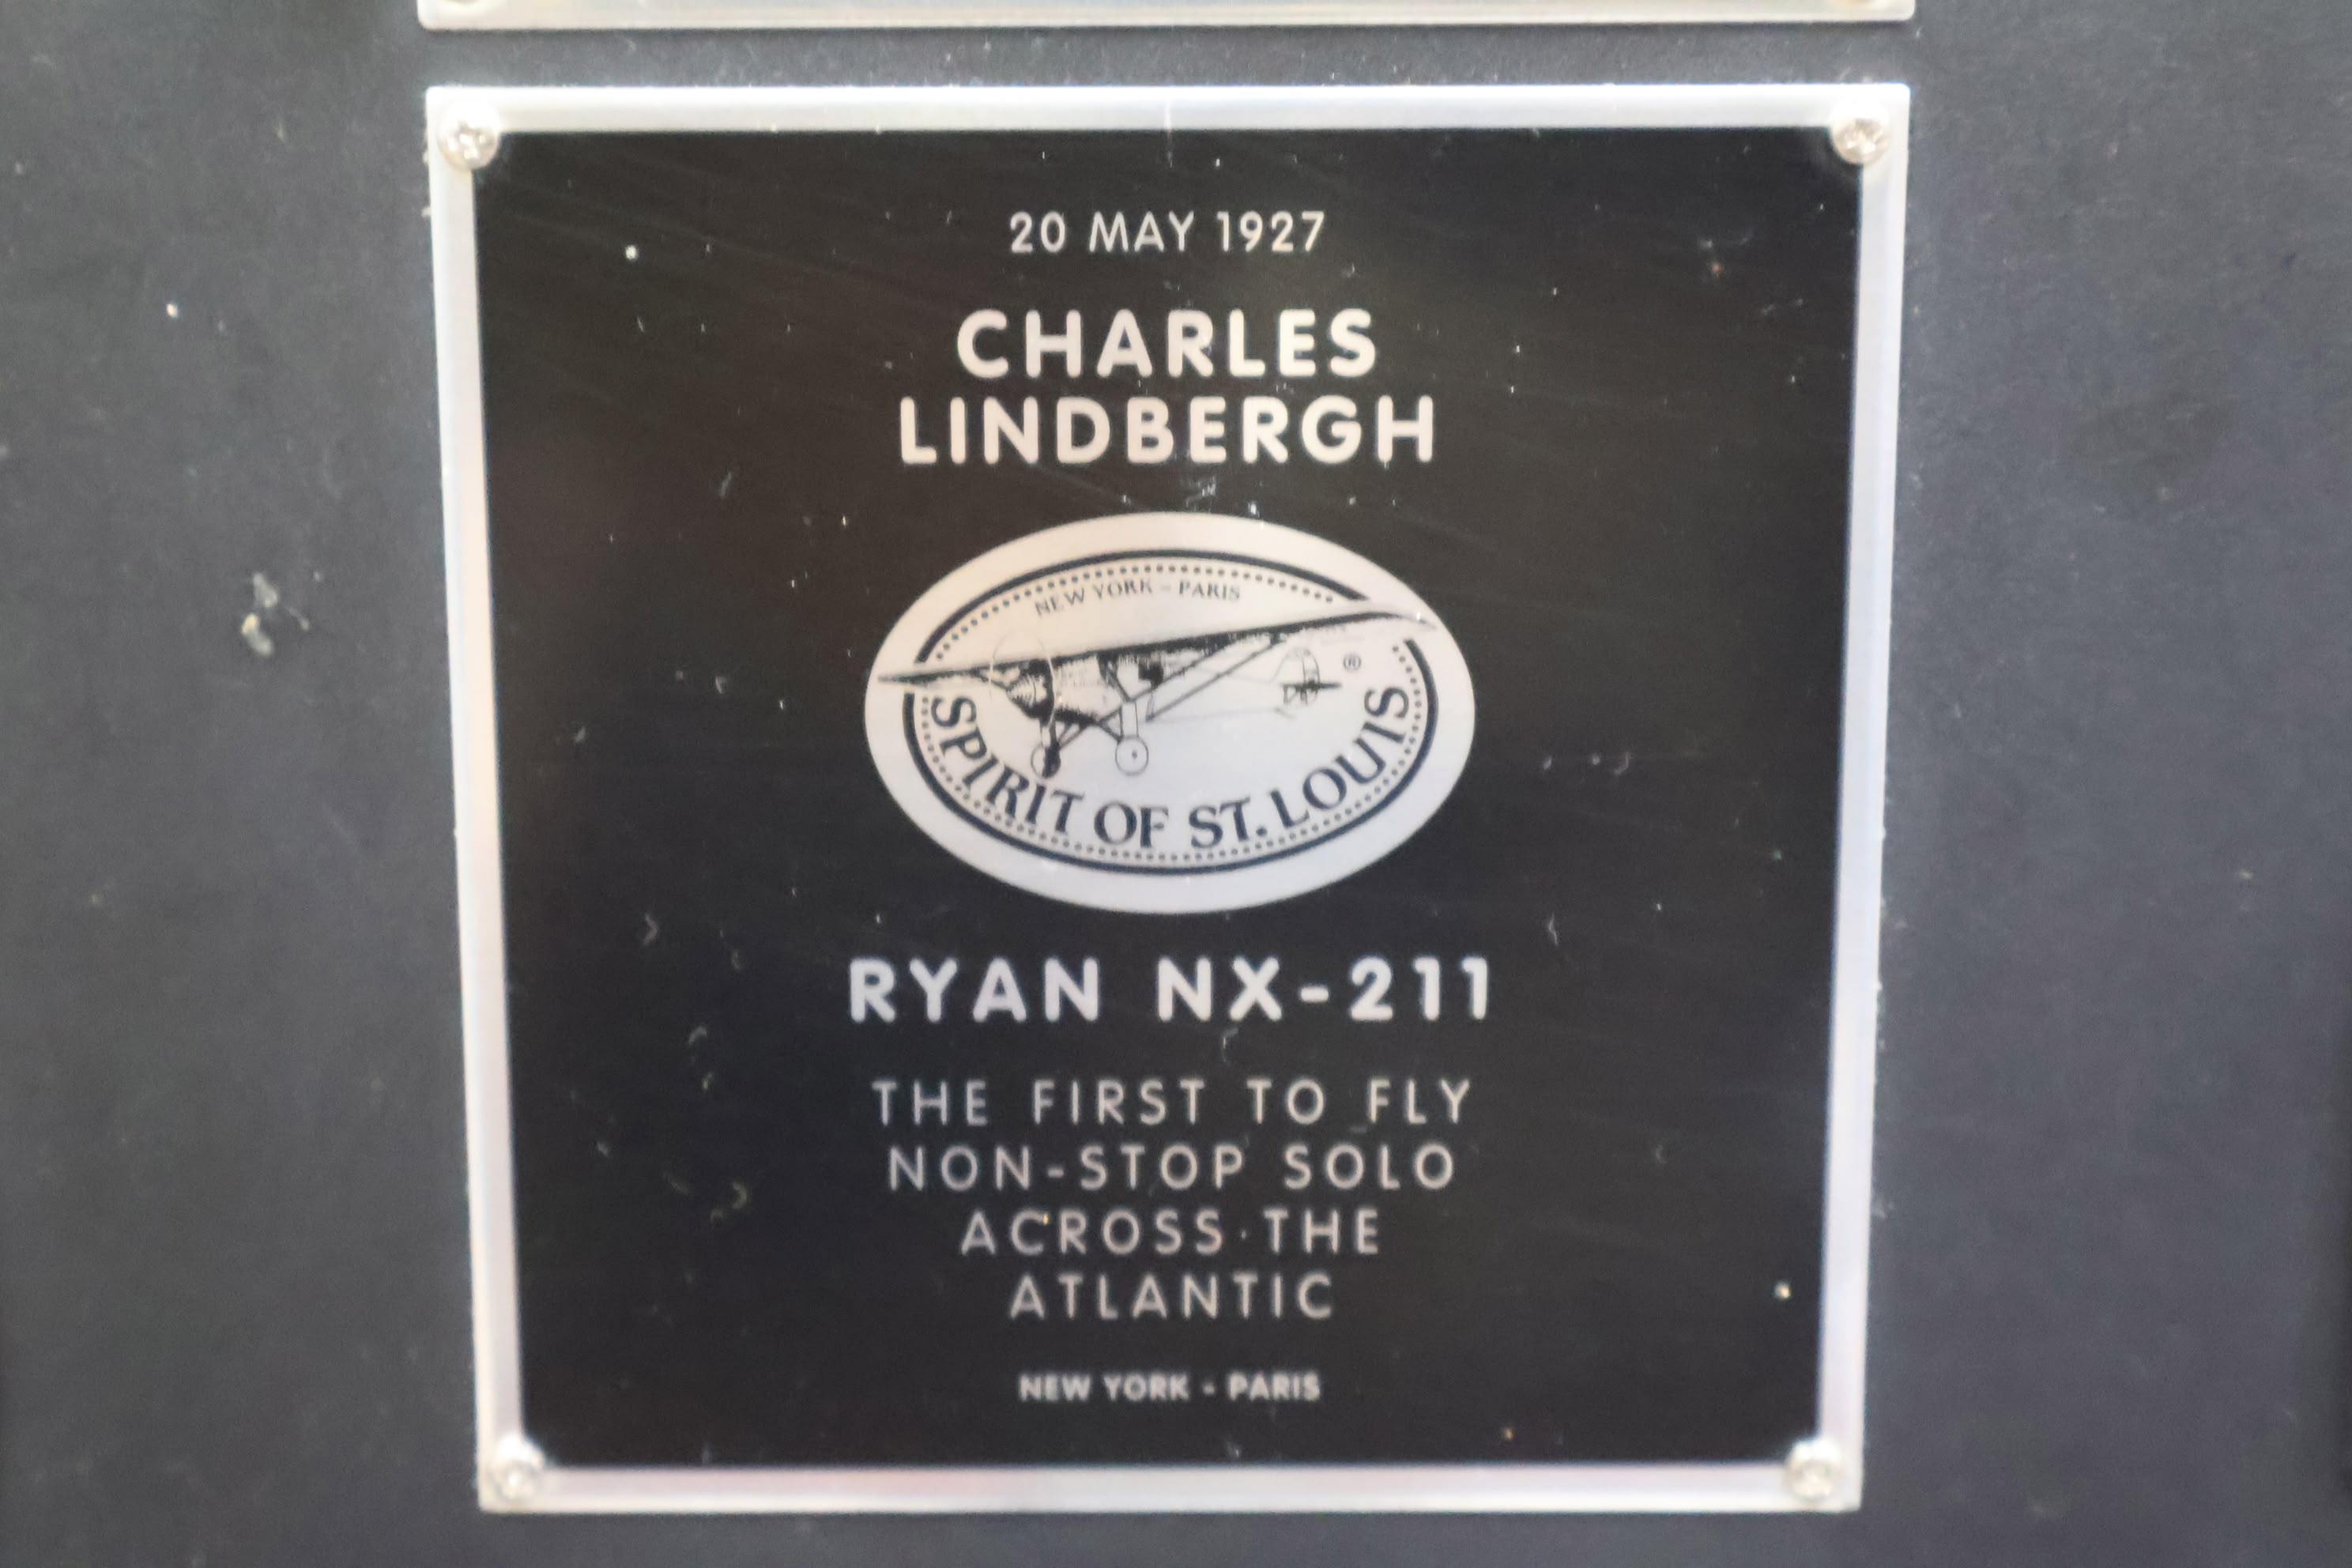 20 MAY 1927
CHARLES
LINDBERGH
NEW YORK - PARIS
®
SPIRIT OF ST. LOUIS
RYAN NX-211
THE FIRST TO FLY
NON-STOP SOLO
ACROSS THE
ATLANTIC
NEW YORK - PARIS